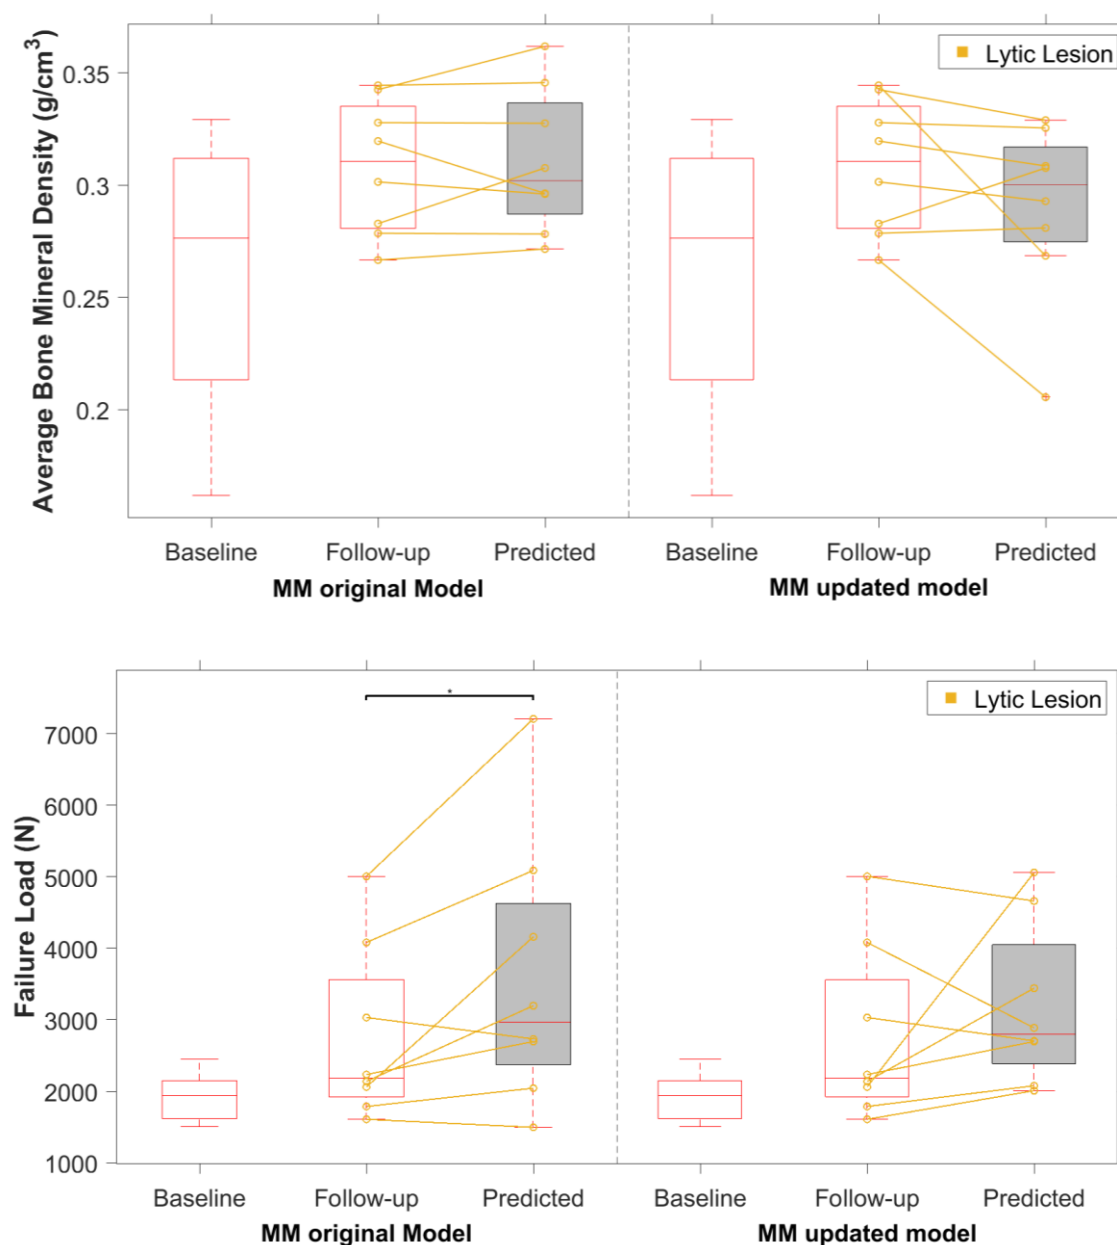 Average Bone Mineral Density (g/cm³)
0.35
0.3
0.25
0.2
Lytic Lesion
Baseline Follow-up Predicted Baseline Follow-up Predicted
MM original Model MM updated model
Failure Load (N)
7000
6000
5000
4000
3000
2000
1000
*
Lytic Lesion
Baseline Follow-up Predicted Baseline Follow-up Predicted
MM original Model MM updated model